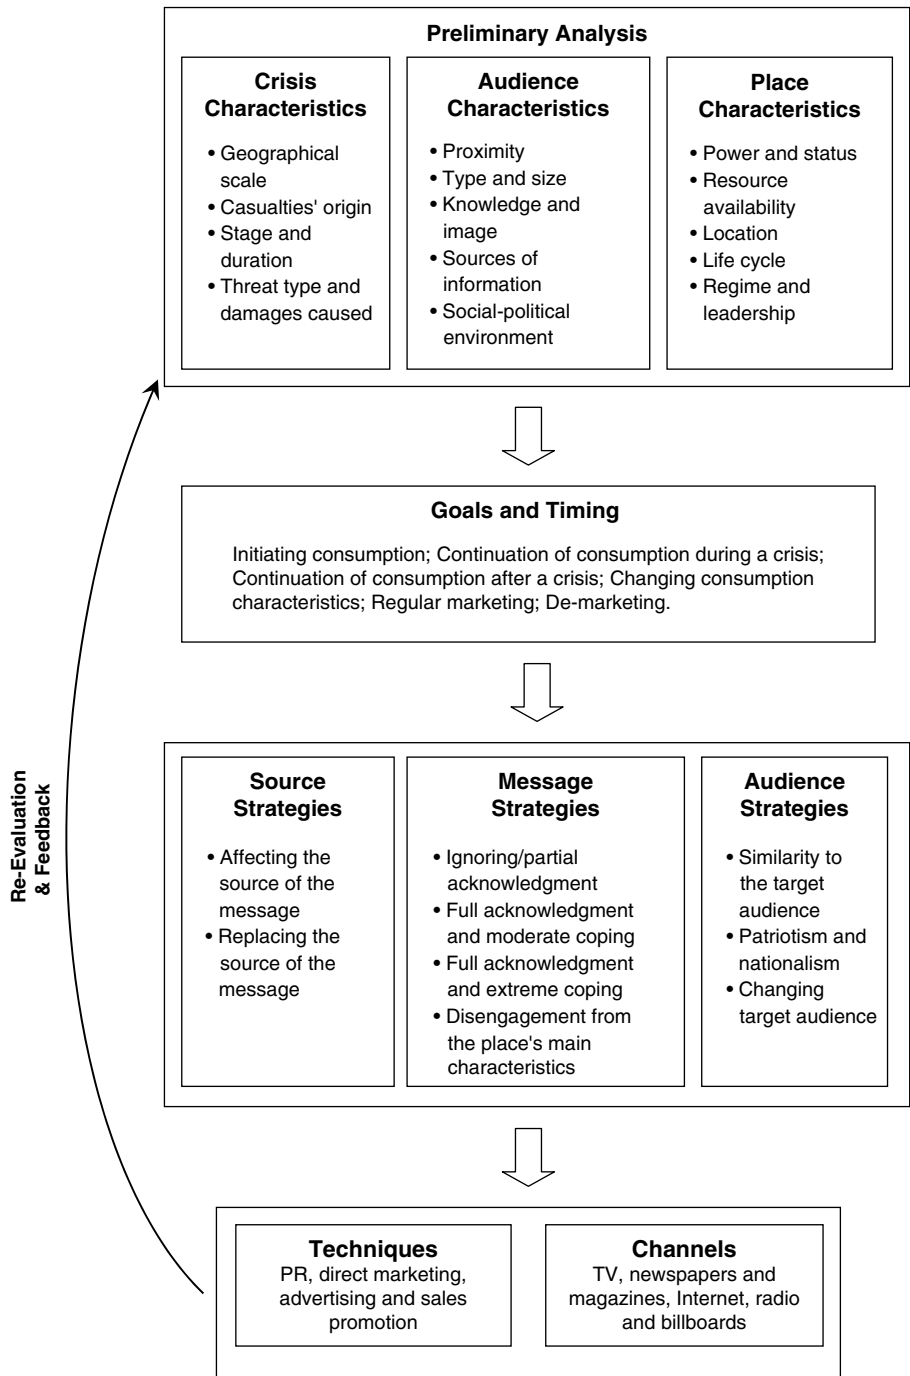 Preliminary Analysis
Crisis
Characteristics
• Geographical
scale
• Casualties' origin
• Stage and
duration
• Threat type and
damages caused
Audience
Characteristics
• Proximity
• Type and size
• Knowledge and
image
• Sources of
information
• Social-political
environment
Place
Characteristics
• Power and status
• Resource
availability
• Location
• Life cycle
• Regime and
leadership
Goals and Timing
Initiating consumption; Continuation of consumption during a crisis;
Continuation of consumption after a crisis; Changing consumption
characteristics; Regular marketing; De-marketing.
Source
Strategies
• Affecting the
source of the
message
• Replacing the
source of the
message
Message
Strategies
• Ignoring/partial
acknowledgment
• Full acknowledgment
and moderate coping
• Full acknowledgment
and extreme coping
• Disengagement from
the place's main
characteristics
Audience
Strategies
• Similarity to
the target
audience
• Patriotism and
nationalism
• Changing
target audience
Techniques
PR, direct marketing,
advertising and sales
promotion
Channels
TV, newspapers and
magazines, Internet, radio
and billboards
Re-Evaluation
& Feedback